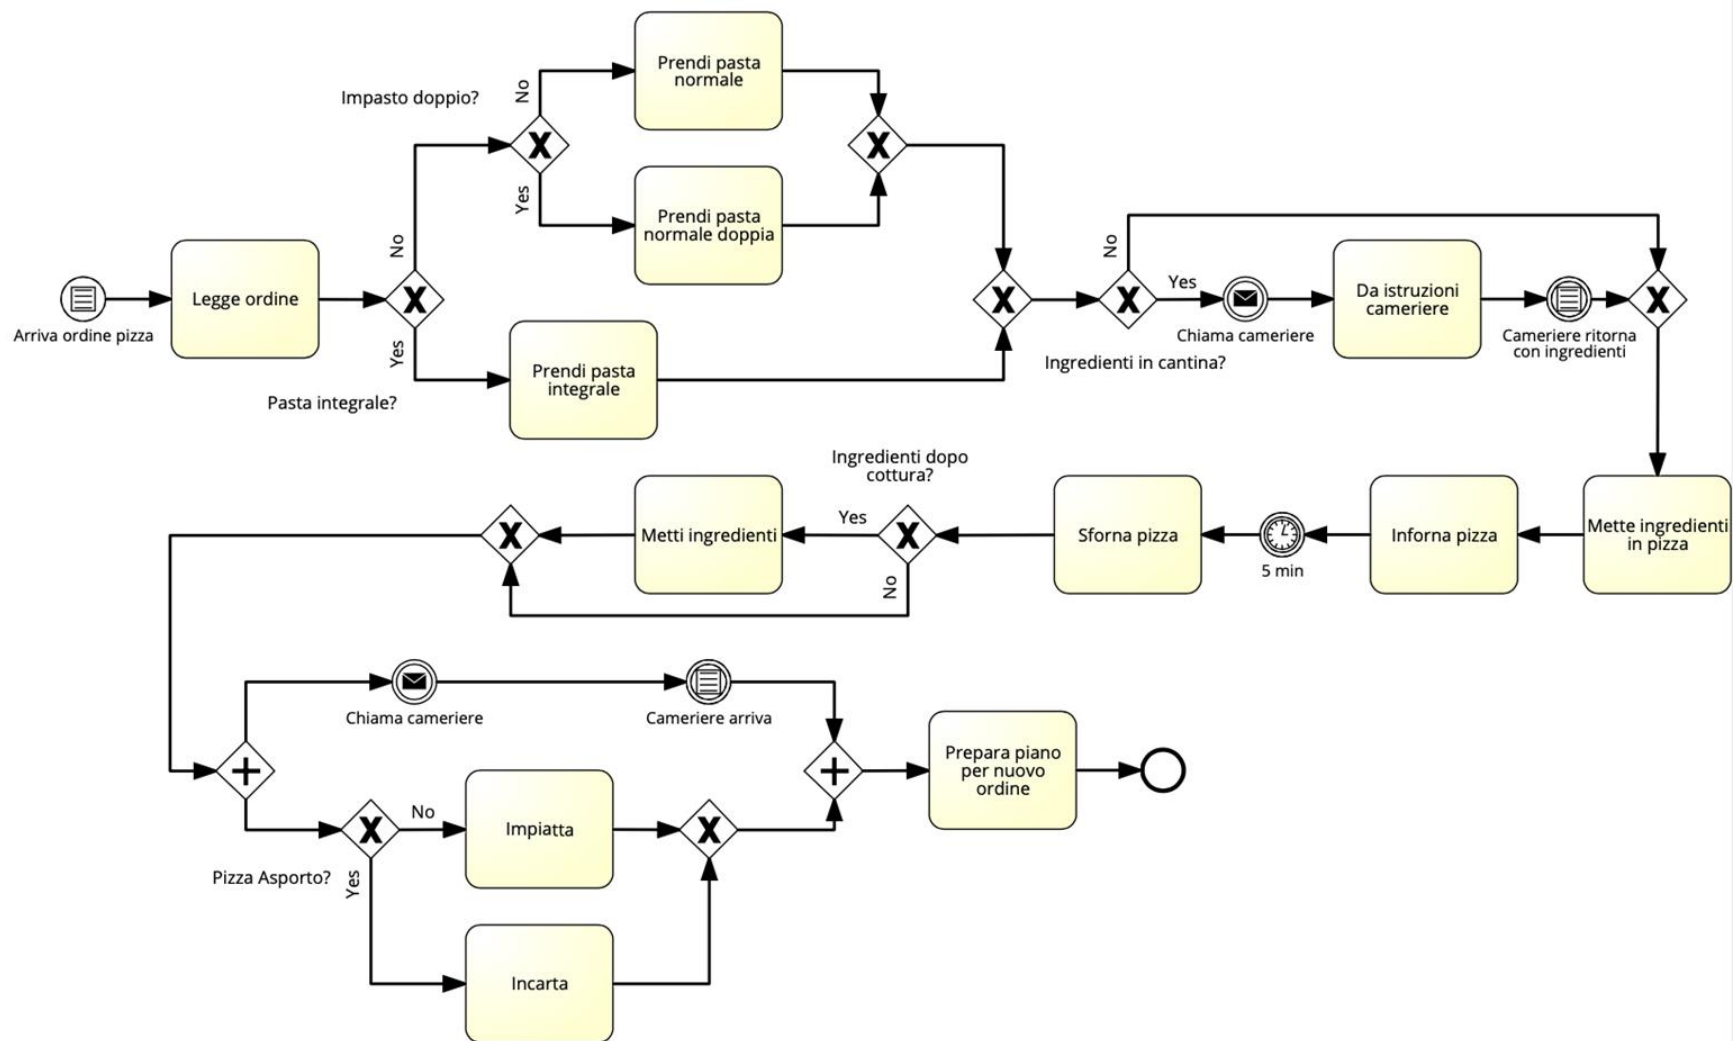 Prendi pasta
normale
Impasto doppio?
No
Yes
Prendi pasta
normale doppia
No
Legge ordine
Arriva ordine pizza
Yes
Prendi pasta
integrale
Pasta integrale?
No
Yes
Chiama cameriere
Da istruzioni
cameriere
Cameriere ritorna
con ingredienti
Ingredienti in cantina?
Mette ingredienti
in pizza
Inforna pizza
5 min
Sforna pizza
Ingredienti dopo
cottura?
Yes
No
Metti ingredienti
Chiama cameriere
Cameriere arriva
Pizza Asporto?
No
Yes
Impiatta
Incarta
Prepara piano
per nuovo
ordine